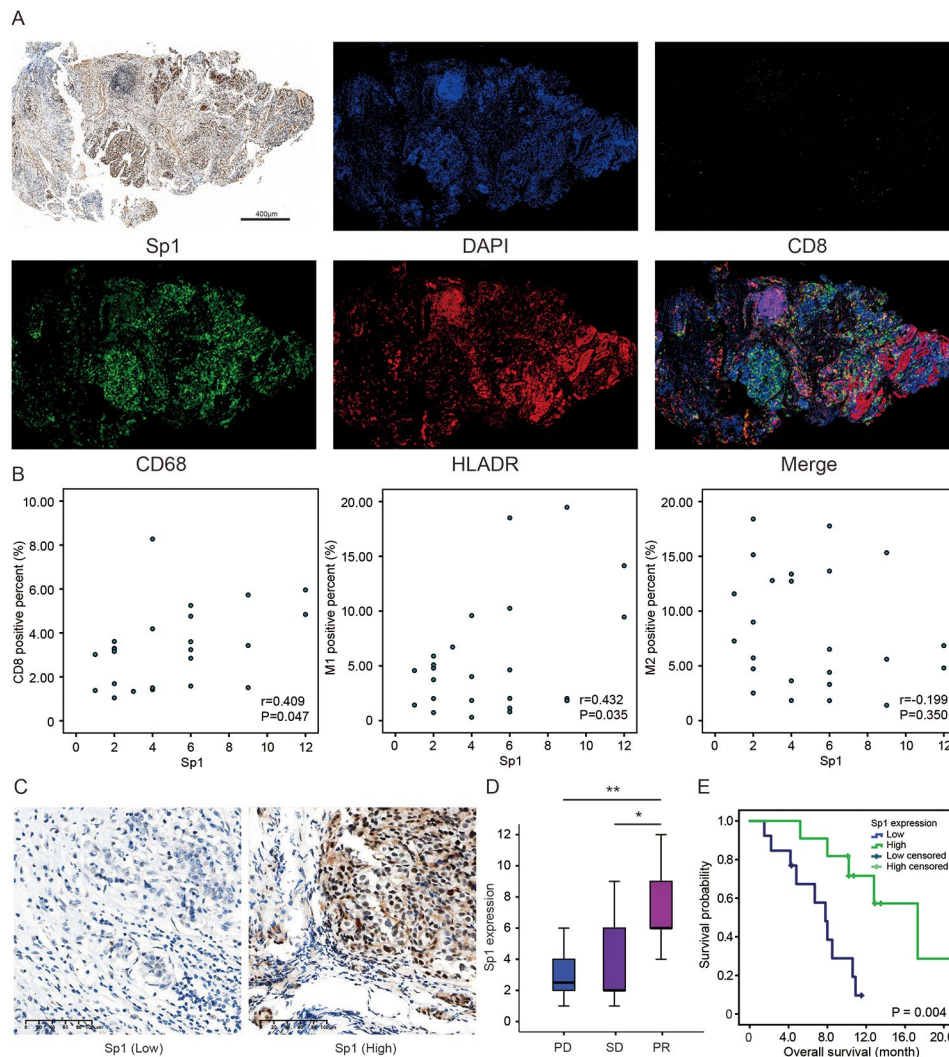 A
400μm
Sp1
DAPI
CD8
CD68
HLADR
Merge
B
CD8 positive percent (%)
10.00
8.00
6.00
4.00
2.00
0
0 2 4 6 8 10 12
Sp1
r=0.409
P=0.047
M1 positive percent (%)
20.00
15.00
10.00
5.00
0
0 2 4 6 8 10 12
Sp1
r=0.432
P=0.035
M2 positive percent (%)
20.00
15.00
10.00
5.00
0
0 2 4 6 8 10 12
Sp1
r=-0.199
P=0.350
C
Sp1 (Low)
Sp1 (High)
D
**
*
Sp1 expression
12
10
8
6
4
2
0
PD SD PR
E
Sp1 expression
Low
High
Low censored
High censored
Survival probability
1.0
0.8
0.6
0.4
0.2
0
P = 0.004
0 4.0 8.0 12.0 16.0 20.0
Overall survival (month)